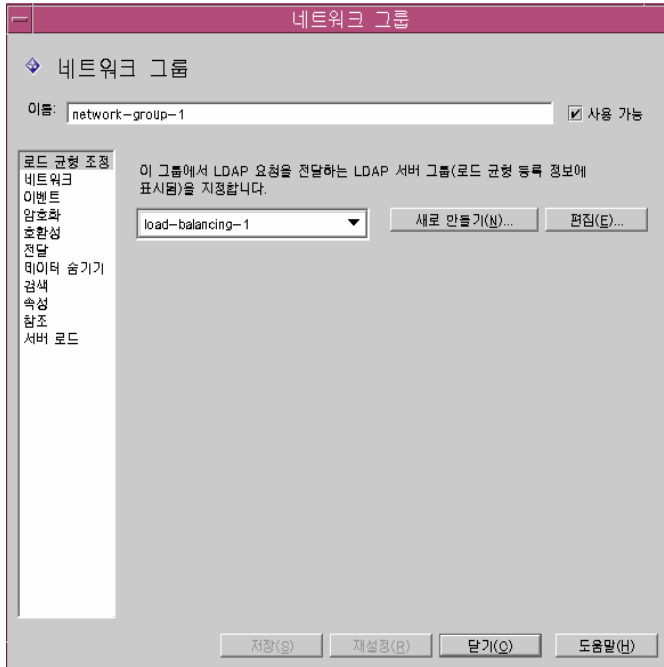 네트워크 그룹
네트워크 그룹
이름: network-group-1
사용 가능
로드 균형 조정
네트워크
이벤트
암호화
호환성
전달
데이터 숨기기
검색
속성
참조
서버 로드
이 그룹에서 LDAP 요청을 전달하는 LDAP 서버 그룹(로드 균형 등록 정보에
표시됨)을 지정합니다.
load-balancing-1
새로 만들기(N)...
편집(E)...
저장(S)
재설정(R)
닫기(O)
도움말(H)